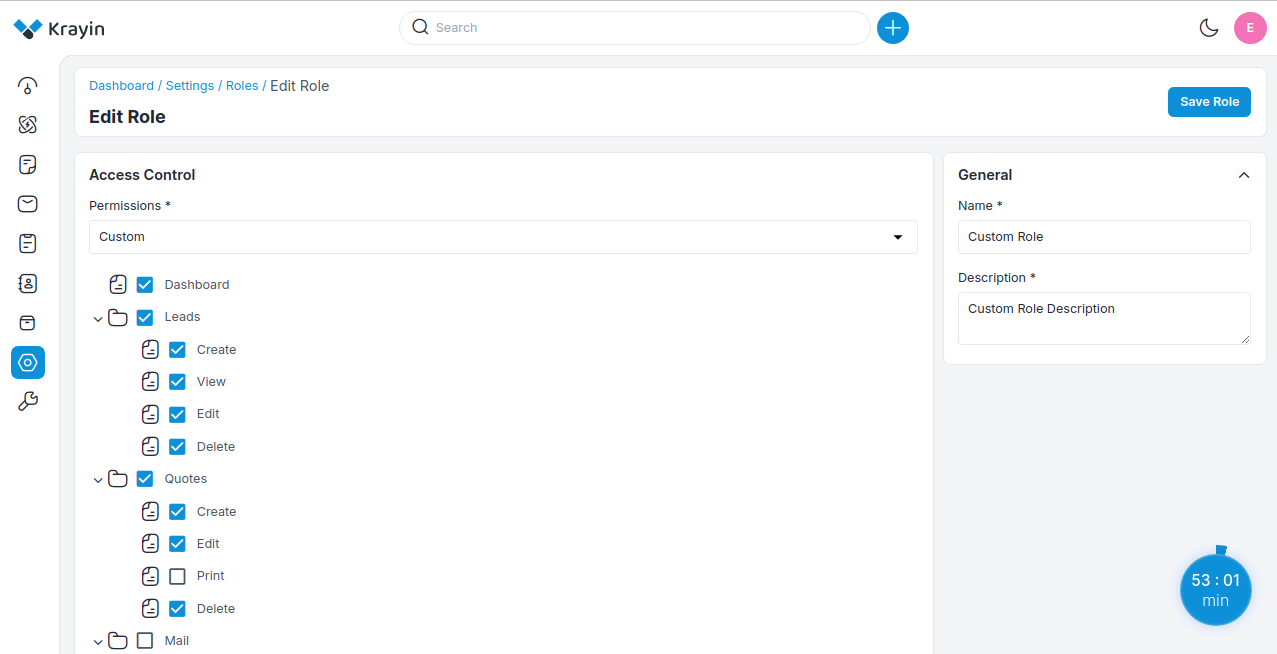 Krayin
Search
E
Dashboard / Settings / Roles / Edit Role
Edit Role
Save Role
Access Control
Permissions *
Custom
Dashboard
Leads
Create
View
Edit
Delete
Quotes
Create
Edit
Print
Delete
Mail
General
Name *
Custom Role
Description *
Custom Role Description
53 : 01
min